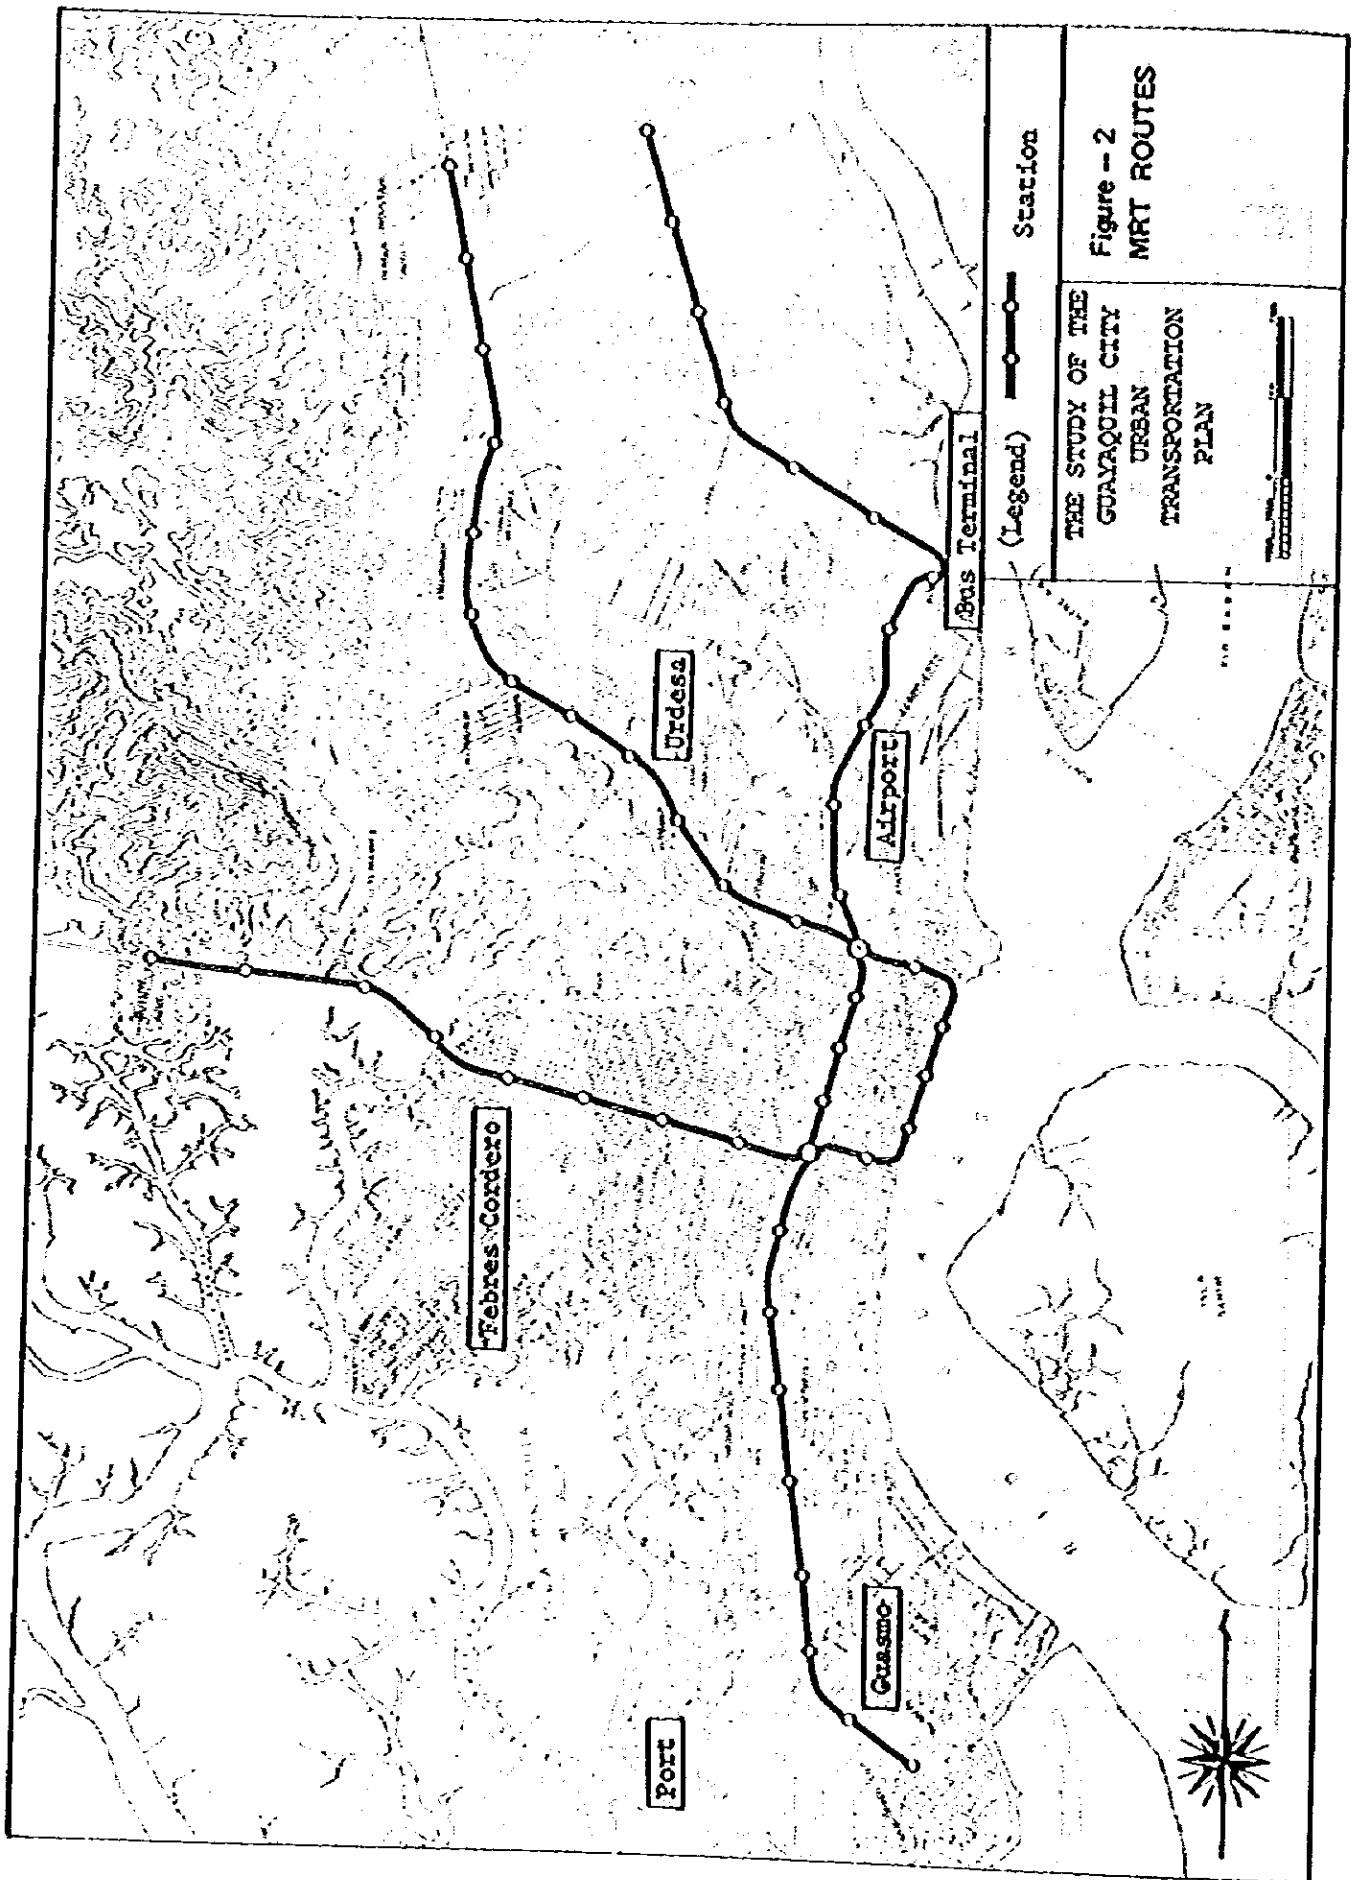 Urdesa
Bus Terminal
Airport
Febres Cordero
Guasmo
Port
(Legend) Station
THE STUDY OF THE
GUAYAQUIL CITY
URBAN
TRANSPORTATION
PLAN
Figure - 2
MRT ROUTES